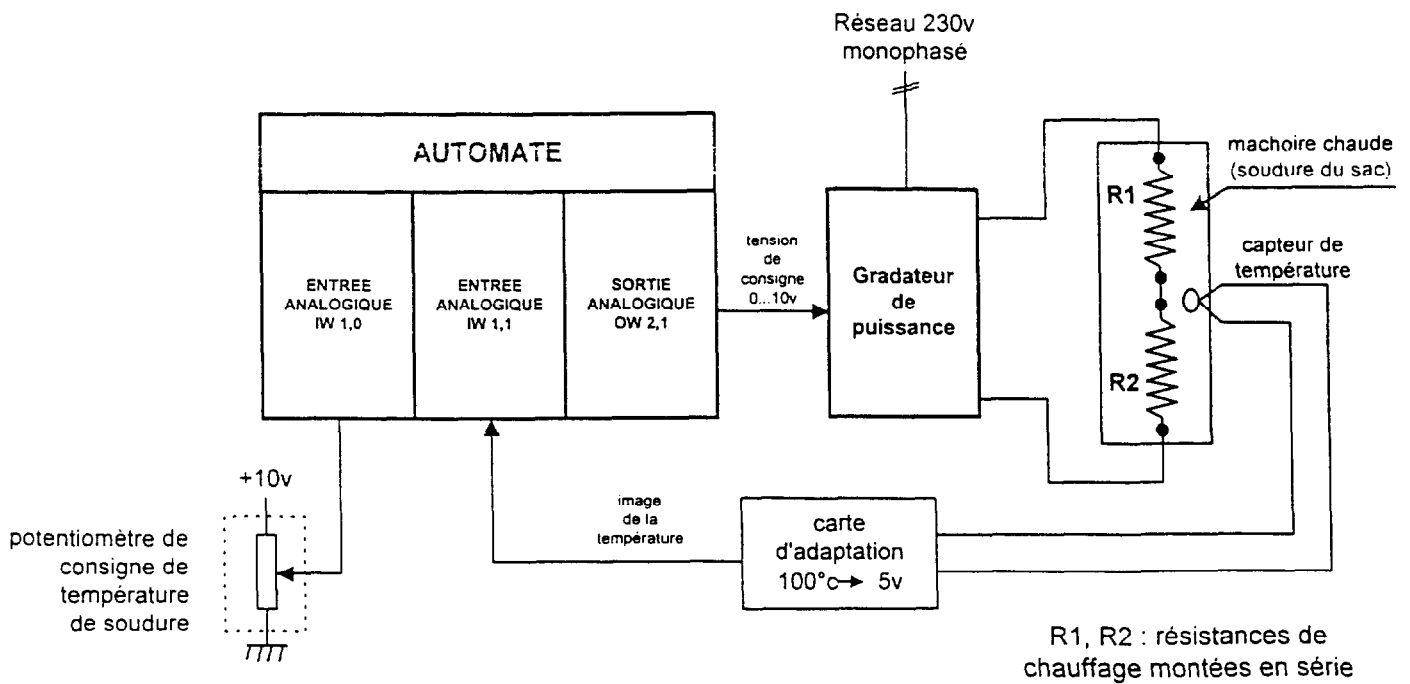 Réseau 230v
monophasé
AUTOMATE
ENTREE
ANALOGIQUE
IW 1,0
ENTREE
ANALOGIQUE
IW 1,1
SORTIE
ANALOGIQUE
OW 2,1
tension
de
consigne
0...10v
Gradateur
de
puissance
R1
R2
machoire chaude
(soudure du sac)
capteur de
température
+10v
potentiomètre de
consigne de
température
de soudure
image
de la
température
carte
d'adaptation
100°c→ 5v
R1, R2 : résistances de
chauffage montées en série